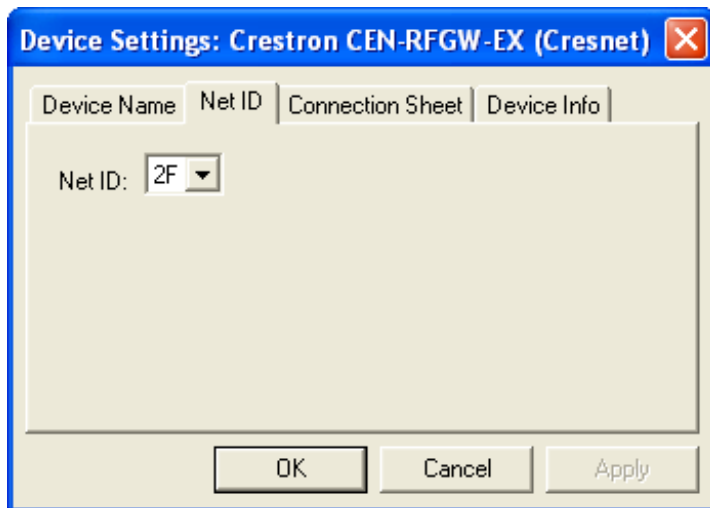 Device Settings: Crestron CEN-RFGW-EX (Cresnet)
Device Name Net ID Connection Sheet Device Info
Net ID: 2F
OK Cancel Apply